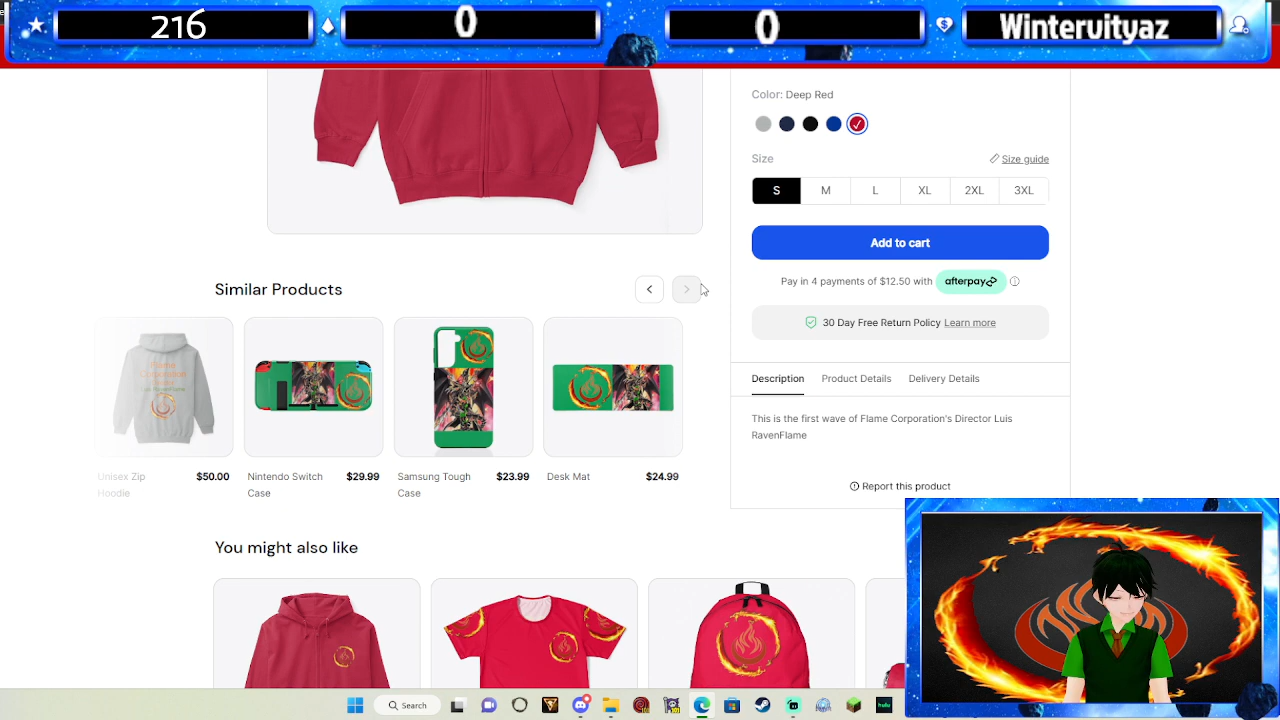 216
0
0
Winteruityaz
Color: Deep Red
Size
Size guide
S
M
L
XL
2XL
3XL
Add to cart
Pay in 4 payments of $12.50 with afterpay
30 Day Free Return Policy Learn more
Similar Products
Unisex Zip
Hoodie
$50.00
Nintendo Switch
Case
$29.99
Samsung Tough
Case
$23.99
Desk Mat
$24.99
Description
Product Details
Delivery Details
This is the first wave of Flame Corporation's Director Luis
RavenFlame
Report this product
You might also like
Search
hulu